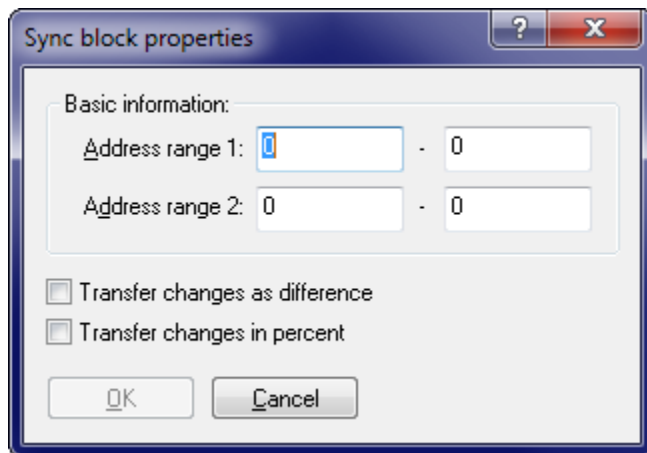 Sync block properties
?
Basic information:
Address range 1: 0 - 0
Address range 2: 0 - 0
Transfer changes as difference
Transfer changes in percent
OK Cancel